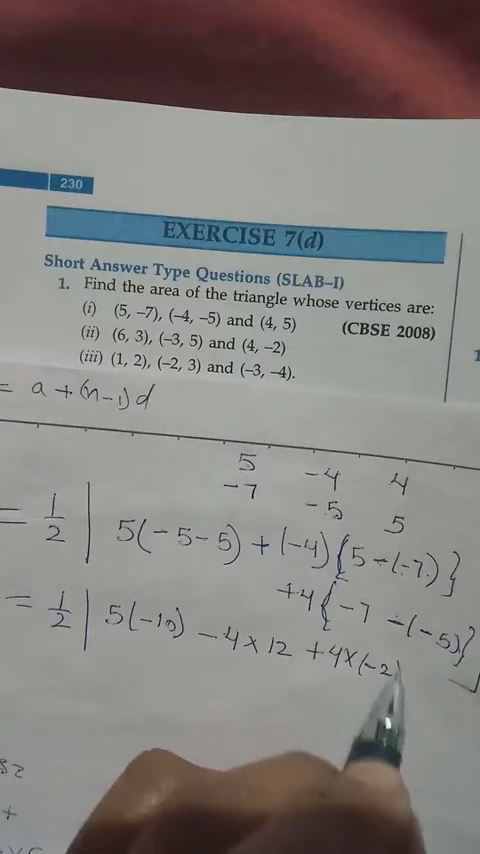 230
EXERCISE 7(d)
Short Answer Type Questions (SLAB–I)
1. Find the area of the triangle whose vertices are:
(i) (5, –7), (–4, –5) and (4, 5) (CBSE 2008)
(ii) (6, 3), (–3, 5) and (4, –2)
(iii) (1, 2), (–2, 3) and (–3, –4).
= a + (n – 1) d
5 –4 4
–7 –5 5
= 1/2 | 5(–5–5) + (–4) {5–(–7)}
+4 {–7 –(–5)}
= 1/2 | 5(–10) – 4 × 12 + 4×(–2)